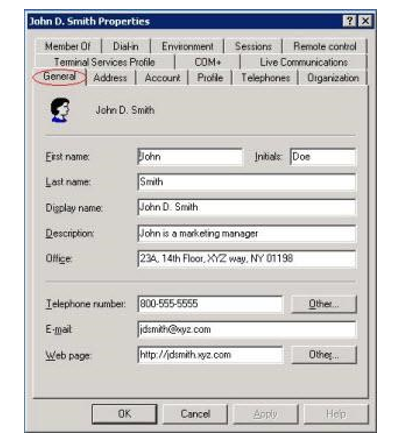 John D. Smith Properties
Member Of Dial-in Environment Sessions Remote control
Terminal Services Profile COM+ Live Communications
General Address Account Profile Telephones Organization
John D. Smith
First name: John Initials: Doe
Last name: Smith
Display name: John D. Smith
Description: John is a marketing manager
Office: 23A, 14th Floor, XYZ way, NY 01198
Telephone number: 800-555-5555 Other...
E-mail: jdsmith@xyz.com
Web page: http://jdsmith.xyz.com Other...
OK Cancel Apply Help